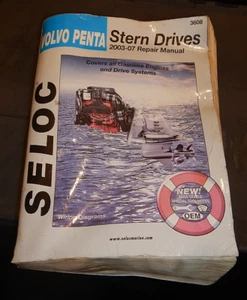 3608
VOLVO PENTA
Stern Drives
2003-07 Repair Manual
Covers all Gasoline Engines
and Drive Systems
SELOC
NEW!
OEM
Wiring Diagrams
www.selocmarine.com